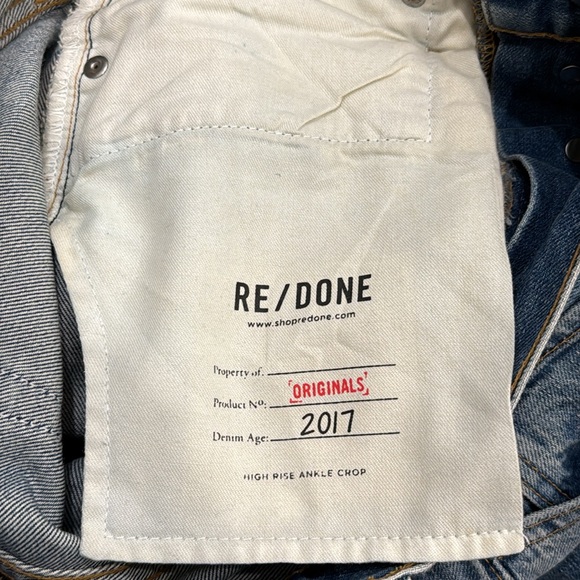 RE/DONE
www.shopredone.com
Property of:
ORIGINALS
Product No:
Denim Age: 2017
HIGH RISE ANKLE CROP